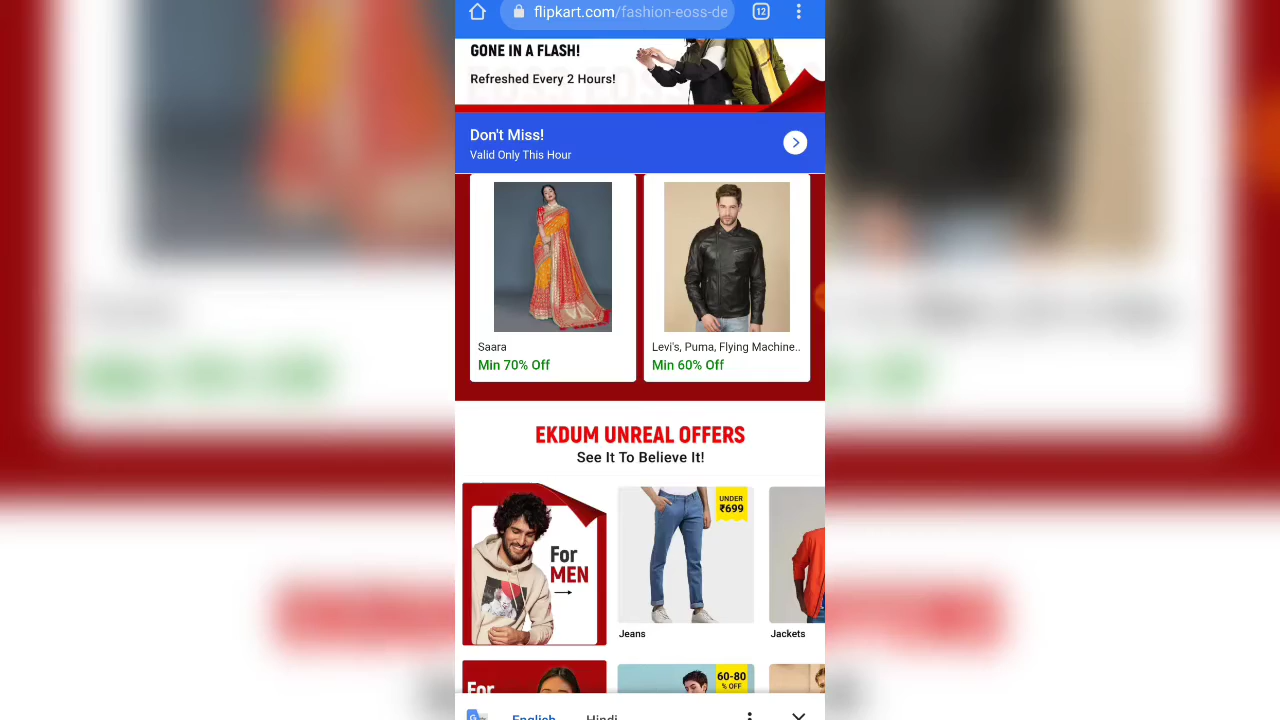 flipkart.com/fashion-eoss-de
12
GONE IN A FLASH!
Refreshed Every 2 Hours!
Don't Miss!
Valid Only This Hour
Saara
Min 70% Off
Levi's, Puma, Flying Machine..
Min 60% Off
EKDUM UNREAL OFFERS
See It To Believe It!
For
MEN
UNDER
₹699
Jeans
Jackets
For
60-80
% OFF
English
Hindi